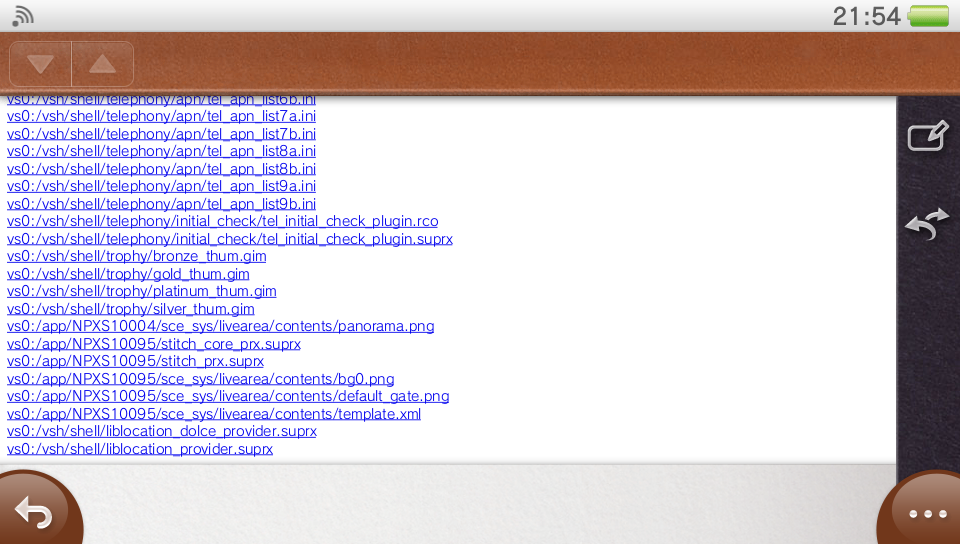 21:54
vs0:/vsh/shell/telephony/apn/tel_apn_list6b.ini
vs0:/vsh/shell/telephony/apn/tel_apn_list7a.ini
vs0:/vsh/shell/telephony/apn/tel_apn_list7b.ini
vs0:/vsh/shell/telephony/apn/tel_apn_list8a.ini
vs0:/vsh/shell/telephony/apn/tel_apn_list8b.ini
vs0:/vsh/shell/telephony/apn/tel_apn_list9a.ini
vs0:/vsh/shell/telephony/apn/tel_apn_list9b.ini
vs0:/vsh/shell/telephony/initial_check/tel_initial_check_plugin.rco
vs0:/vsh/shell/telephony/initial_check/tel_initial_check_plugin.suprx
vs0:/vsh/shell/trophy/bronze_thum.gim
vs0:/vsh/shell/trophy/gold_thum.gim
vs0:/vsh/shell/trophy/platinum_thum.gim
vs0:/vsh/shell/trophy/silver_thum.gim
vs0:/app/NPXS10004/sce_sys/livearea/contents/panorama.png
vs0:/app/NPXS10095/stitch_core_prx.suprx
vs0:/app/NPXS10095/stitch_prx.suprx
vs0:/app/NPXS10095/sce_sys/livearea/contents/bg0.png
vs0:/app/NPXS10095/sce_sys/livearea/contents/default_gate.png
vs0:/app/NPXS10095/sce_sys/livearea/contents/template.xml
vs0:/vsh/shell/liblocation_dolce_provider.suprx
vs0:/vsh/shell/liblocation_provider.suprx